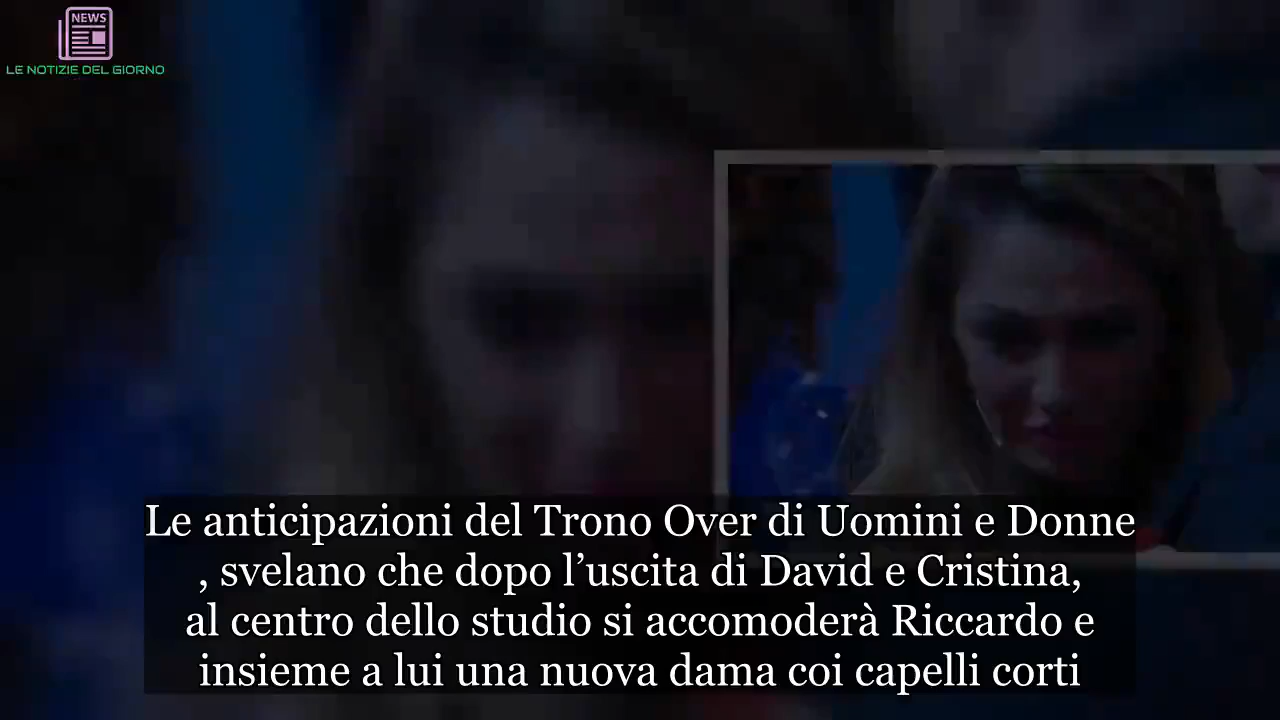 NEWS
LE NOTIZIE DEL GIORNO
Le anticipazioni del Trono Over di Uomini e Donne
, svelano che dopo l’uscita di David e Cristina,
al centro dello studio si accomoderà Riccardo e
insieme a lui una nuova dama coi capelli corti